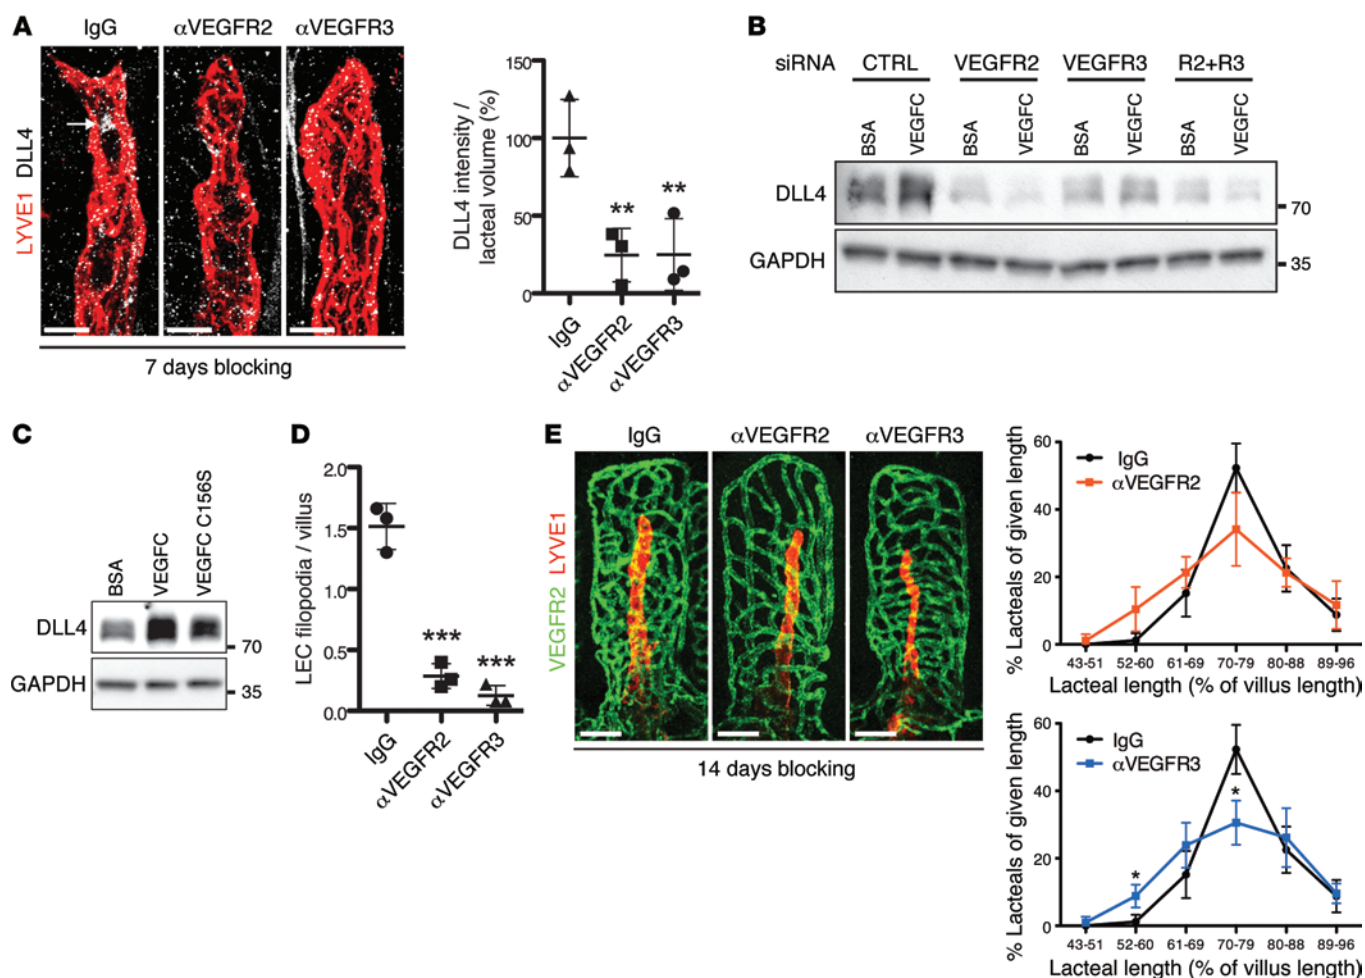 A
IgG
αVEGFR2
αVEGFR3
LYVE1 DLL4
7 days blocking
DLL4 intensity /
lacteal volume (%)
150
100
50
0
IgG
αVEGFR2
αVEGFR3
**
**
B
siRNA
CTRL
VEGFR2
VEGFR3
R2+R3
BSA
VEGFC
BSA
VEGFC
BSA
VEGFC
BSA
VEGFC
DLL4
70
GAPDH
35
C
BSA
VEGFC
VEGFC C156S
DLL4
70
GAPDH
35
D
LEC filopodia / villus
2.0
1.5
1.0
0.5
0.0
***
***
IgG
αVEGFR2
αVEGFR3
E
IgG
αVEGFR2
αVEGFR3
VEGFR2 LYVE1
14 days blocking
% Lacteals of given length
60
40
20
0
IgG
αVEGFR2
43-51
52-60
61-69
70-79
80-88
89-96
Lacteal length (% of villus length)
% Lacteals of given length
60
40
20
0
IgG
αVEGFR3
*
*
43-51
52-60
61-69
70-79
80-88
89-96
Lacteal length (% of villus length)